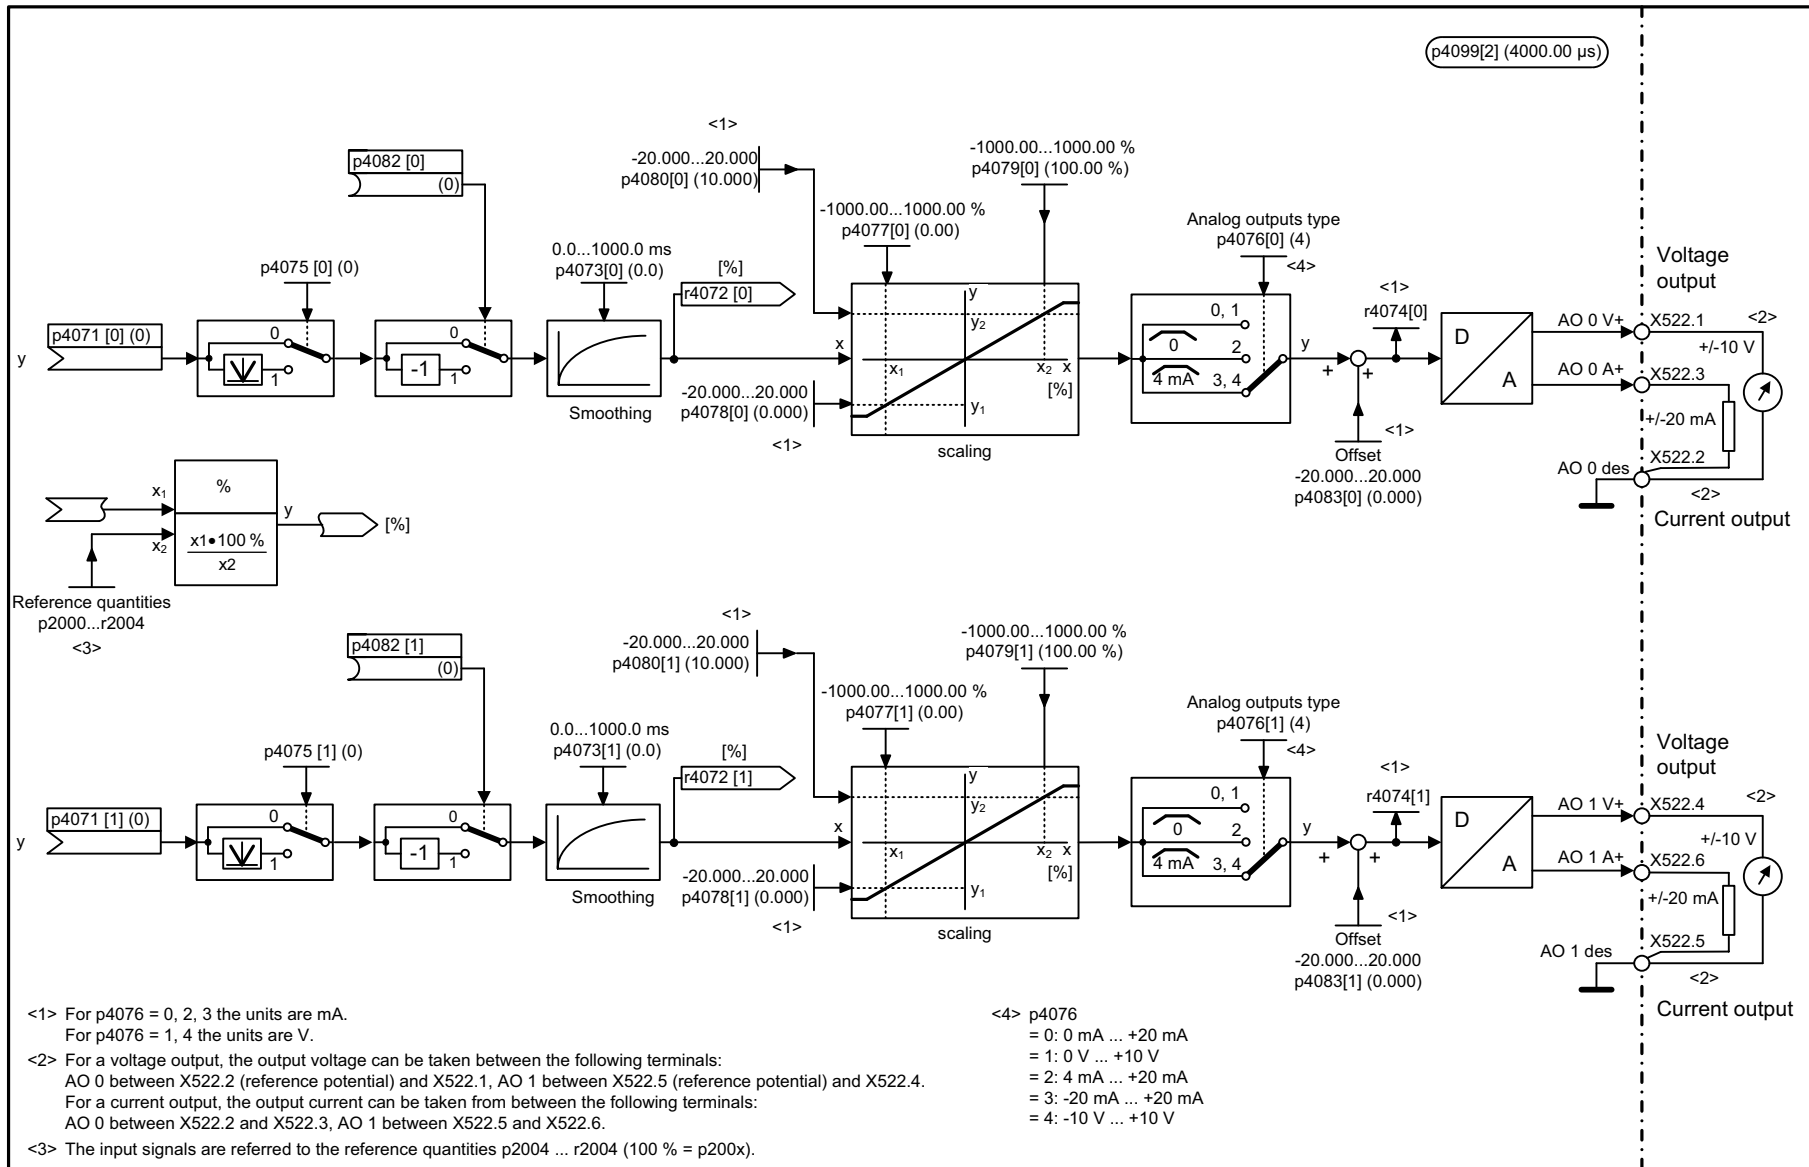 p4099[2] (4000.00 µs)
<1>
-20.000...20.000
p4080[0] (10.000)
-1000.00...1000.00 %
p4079[0] (100.00 %)
p4082 [0]
(0)
-1000.00...1000.00 %
p4077[0] (0.00)
Analog outputs type
p4076[0] (4)
<4>
p4075 [0] (0)
0.0...1000.0 ms
p4073[0] (0.0)
[%]
r4072 [0]
Voltage
output
<1>
r4074[0]
y
p4071 [0] (0)
0
1
0
-1
1
Smoothing
x
y
y2
x1
x2
x
[%]
y1
scaling
-20.000...20.000
p4078[0] (0.000)
<1>
0, 1
0
2
4 mA
3, 4
y
+
+
<1>
Offset
-20.000...20.000
p4083[0] (0.000)
D
A
AO 0 V+
X522.1
<2>
+/-10 V
AO 0 A+
X522.3
+/-20 mA
X522.2
AO 0 des
<2>
Current output
x1
x2
%
x1•100 %
x2
y
[%]
Reference quantities
p2000...r2004
<3>
<1>
-20.000...20.000
p4080[1] (10.000)
-1000.00...1000.00 %
p4079[1] (100.00 %)
p4082 [1]
(0)
-1000.00...1000.00 %
p4077[1] (0.00)
Analog outputs type
p4076[1] (4)
<4>
p4075 [1] (0)
0.0...1000.0 ms
p4073[1] (0.0)
[%]
r4072 [1]
Voltage
output
<1>
r4074[1]
y
p4071 [1] (0)
0
1
0
-1
1
Smoothing
x
y
y2
x1
x2
x
[%]
y1
scaling
-20.000...20.000
p4078[1] (0.000)
<1>
0, 1
0
2
4 mA
3, 4
y
+
+
<1>
Offset
-20.000...20.000
p4083[1] (0.000)
D
A
AO 1 V+
X522.4
<2>
+/-10 V
AO 1 A+
X522.6
+/-20 mA
X522.5
AO 1 des
<2>
Current output
<1> For p4076 = 0, 2, 3 the units are mA.
For p4076 = 1, 4 the units are V.
<2> For a voltage output, the output voltage can be taken between the following terminals:
AO 0 between X522.2 (reference potential) and X522.1, AO 1 between X522.5 (reference potential) and X522.4.
For a current output, the output current can be taken from between the following terminals:
AO 0 between X522.2 and X522.3, AO 1 between X522.5 and X522.6.
<3> The input signals are referred to the reference quantities p2004 ... r2004 (100 % = p200x).
<4> p4076
= 0: 0 mA ... +20 mA
= 1: 0 V ... +10 V
= 2: 4 mA ... +20 mA
= 3: -20 mA ... +20 mA
= 4: -10 V ... +10 V